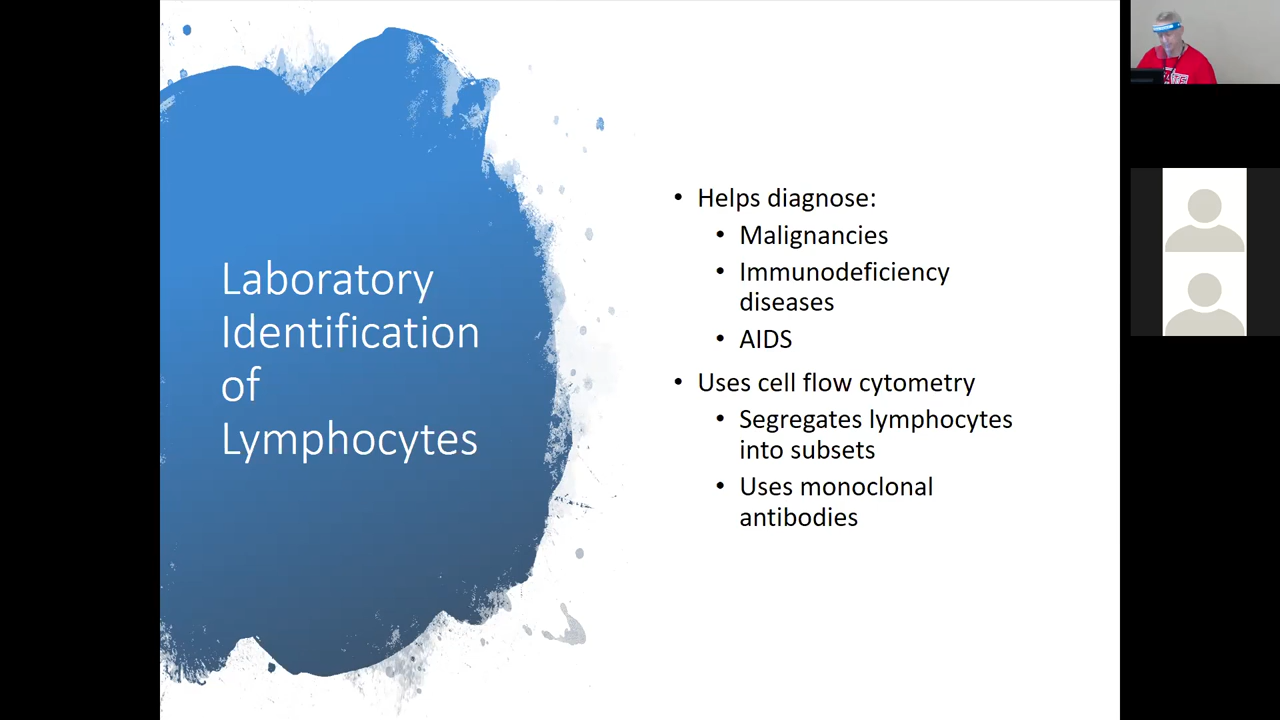 Laboratory
Identification
of
Lymphocytes
• Helps diagnose:
• Malignancies
• Immunodeficiency
diseases
• AIDS
• Uses cell flow cytometry
• Segregates lymphocytes
into subsets
• Uses monoclonal
antibodies